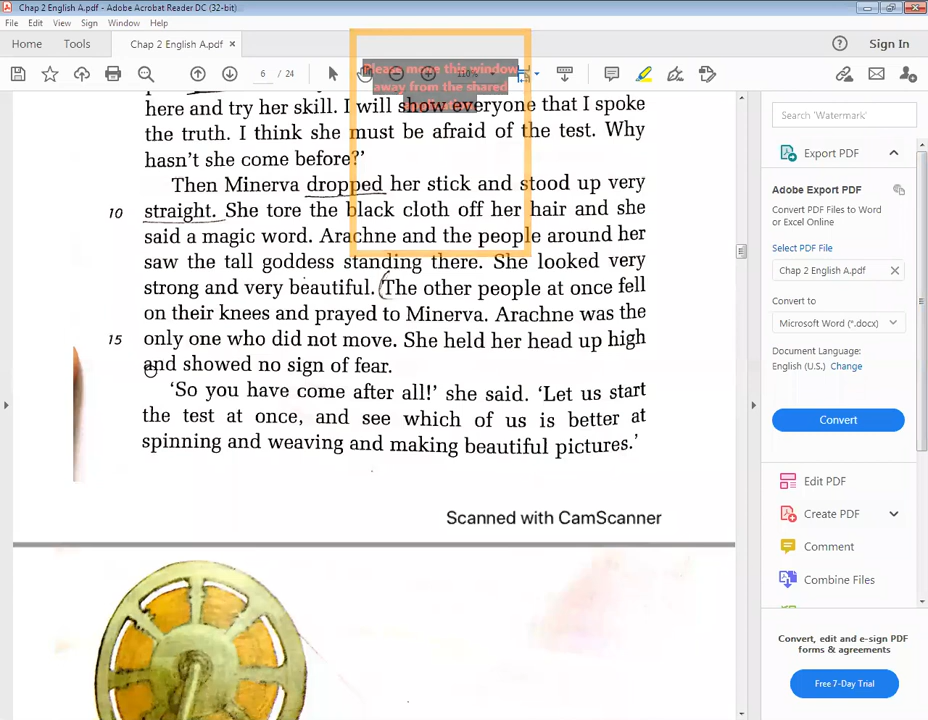 Chap 2 English A.pdf - Adobe Acrobat Reader DC (32-bit)
File Edit View Sign Window Help
Home Tools Chap 2 English A.pdf × Sign In
6 / 24 110%
Please move this window
away from the shared
here and try her skill. I will show everyone that I spoke
the truth. I think she must be afraid of the test. Why
hasn't she come before?'
Then Minerva dropped her stick and stood up very
10 straight. She tore the black cloth off her hair and she
said a magic word. Arachne and the people around her
saw the tall goddess standing there. She looked very
strong and very beautiful. (The other people at once fell
on their knees and prayed to Minerva. Arachne was the
15 only one who did not move. She held her head up high
and showed no sign of fear.
'So you have come after all!' she said. 'Let us start
the test at once, and see which of us is better at
spinning and weaving and making beautiful pictures.'
Scanned with CamScanner
Search 'Watermark'
Export PDF
Adobe Export PDF
Convert PDF Files to Word
or Excel Online
Select PDF File
Chap 2 English A.pdf
Convert to
Microsoft Word (*.docx)
Document Language:
English (U.S.) Change
Convert
Edit PDF
Create PDF
Comment
Combine Files
Convert, edit and e-sign PDF
forms & agreements
Free 7-Day Trial